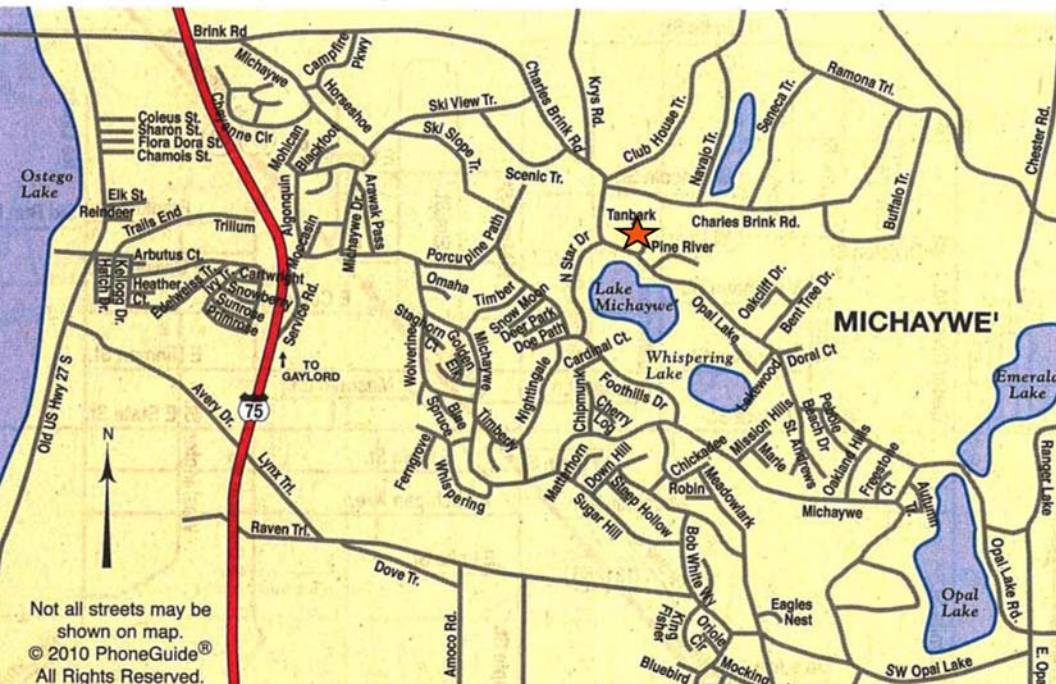 Brink Rd
Michaywe
Campfire
Pkwy
Horseshoe
Cheyenne Clr
Mohican
Blackfoot
Ski View Tr.
Charles Brink Rd.
Krys Rd.
Club House Tr.
Navajo Tr.
Seneca Tr.
Ramona Trl.
Chester Rd.
Buffalo Tr.
Coleus St.
Sharon St.
Flora Dora St.
Chamois St.
Ostego
Lake
Elk St.
Reindeer
Trails End
Trillium
Algonquin
Moccasin
Michaywe Dr.
Arawak Pass
Ski Slope Tr.
Scenic Tr.
Porcupine Path
N Star Dr
Tanbark
Charles Brink Rd.
Pine River
Arbutus Ct.
Hatch Dr.
Kellogg Dr.
Heather
Ct.
Edelweiss Tr.
Ivy Tr.
Cartwright
Snowberry
Sunrose
Primrose
Service Rd.
Omaha
Timber
Snow Moon
Deer Park
Doe Path
Lake
Michaywe'
Opal Lake
Oakcliff Dr.
Bent Tree Dr.
MICHAYWE'
TO
GAYLORD
75
Old US Hwy 27 S
Avery Dr.
Wolverine
Staghorn
Ct
Golden
Elk
Michaywe
Nightingale
Cardinal Ct.
Chipmunk
Foothills Dr
Cherry
Log
Whispering
Lake
Lakewood
Doral Ct
Emerald
Lake
N
Lynx Trl.
Spruce
Blue
Timberly
Ferngrove
Whispering
Matterhorn
Down Hill
Sleep Hollow
Sugar Hill
Chickadee
Robin
Meadowlark
Mission Hills
Marie
St. Andrews
Pebble
Beach Dr
Oakland Hills
Freestone
Ct
Autumn
Tr.
Michaywe
Ranger Lake
Raven Trl.
Dove Tr.
Amoco Rd.
Bob White Wy
King
Fisher
Oriole
Cir
Bluebird
Mocking
Eagles
Nest
Opal
Lake
Opal Lake Rd.
SW Opal Lake
E. Opal
Not all streets may be
shown on map.
© 2010 PhoneGuide®
All Rights Reserved.